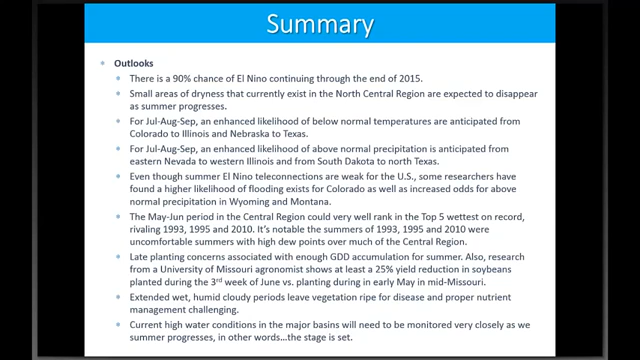 Summary
Outlooks
There is a 90% chance of El Nino continuing through the end of 2015.
Small areas of dryness that currently exist in the North Central Region are expected to disappear
as summer progresses.
For Jul-Aug-Sep, an enhanced likelihood of below normal temperatures are anticipated from
Colorado to Illinois and Nebraska to Texas.
For Jul-Aug-Sep, an enhanced likelihood of above normal precipitation is anticipated from
eastern Nevada to western Illinois and from South Dakota to north Texas.
Even though summer El Nino teleconnections are weak for the U.S., some researchers have
found a higher likelihood of flooding exists for Colorado as well as increased odds for above
normal precipitation in Wyoming and Montana.
The May-Jun period in the Central Region could very well rank in the Top 5 wettest on record,
rivaling 1993, 1995 and 2010. It's notable the summers of 1993, 1995 and 2010 were
uncomfortable summers with high dew points over much of the Central Region.
Late planting concerns associated with enough GDD accumulation for summer. Also, research
from a University of Missouri agronomist shows at least a 25% yield reduction in soybeans
planted during the 3rd week of June vs. planting during in early May in mid-Missouri.
Extended wet, humid cloudy periods leave vegetation ripe for disease and proper nutrient
management challenging.
Current high water conditions in the major basins will need to be monitored very closely as we
summer progresses, in other words...the stage is set.